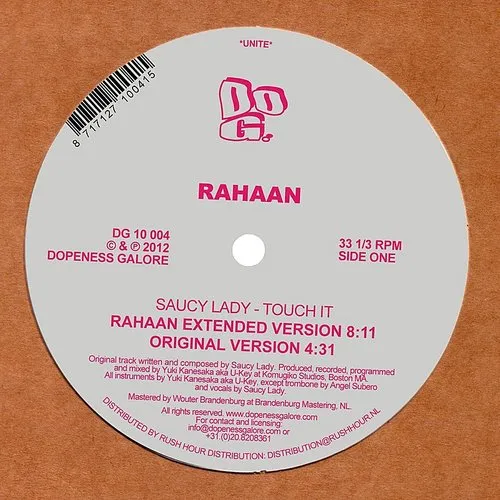 *UNITE*
8 717127 100415
DO
G.
RAHAAN
DG 10 004
© & ℗ 2012
DOPENESS GALORE
33 1/3 RPM
SIDE ONE
SAUCY LADY - TOUCH IT
RAHAAN EXTENDED VERSION 8:11
ORIGINAL VERSION 4:31
Original track written and composed by Saucy Lady. Produced, recorded, programmed
and mixed by Yuki Kanesaka aka U-Key at Komugiko Studios, Boston MA.
All instruments by Yuki Kanesaka aka U-Key, except trombone by Angel Subero
and vocals by Saucy Lady.
Mastered by Wouter Brandenburg at Brandenburg Mastering, NL.
All rights reserved. www.dopenessgalore.com
For contact and licensing:
info@dopenessgalore.com or
+31.(0)20.8208361
DISTRIBUTED BY RUSH HOUR DISTRIBUTION: DISTRIBUTION@RUSHHOUR.NL